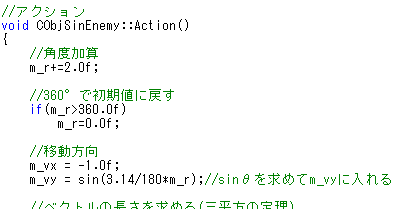 //アクション
void CObjSinEnemy::Action()
{
//角度加算
m_r+=2.0f;
//360°で初期値に戻す
if(m_r>360.0f)
m_r=0.0f;
//移動方向
m_vx = -1.0f;
m_vy = sin(3.14/180*m_r);//sinθを求めてm_vyに入れる
//ベクトルの長さを求める(三平方の定理)